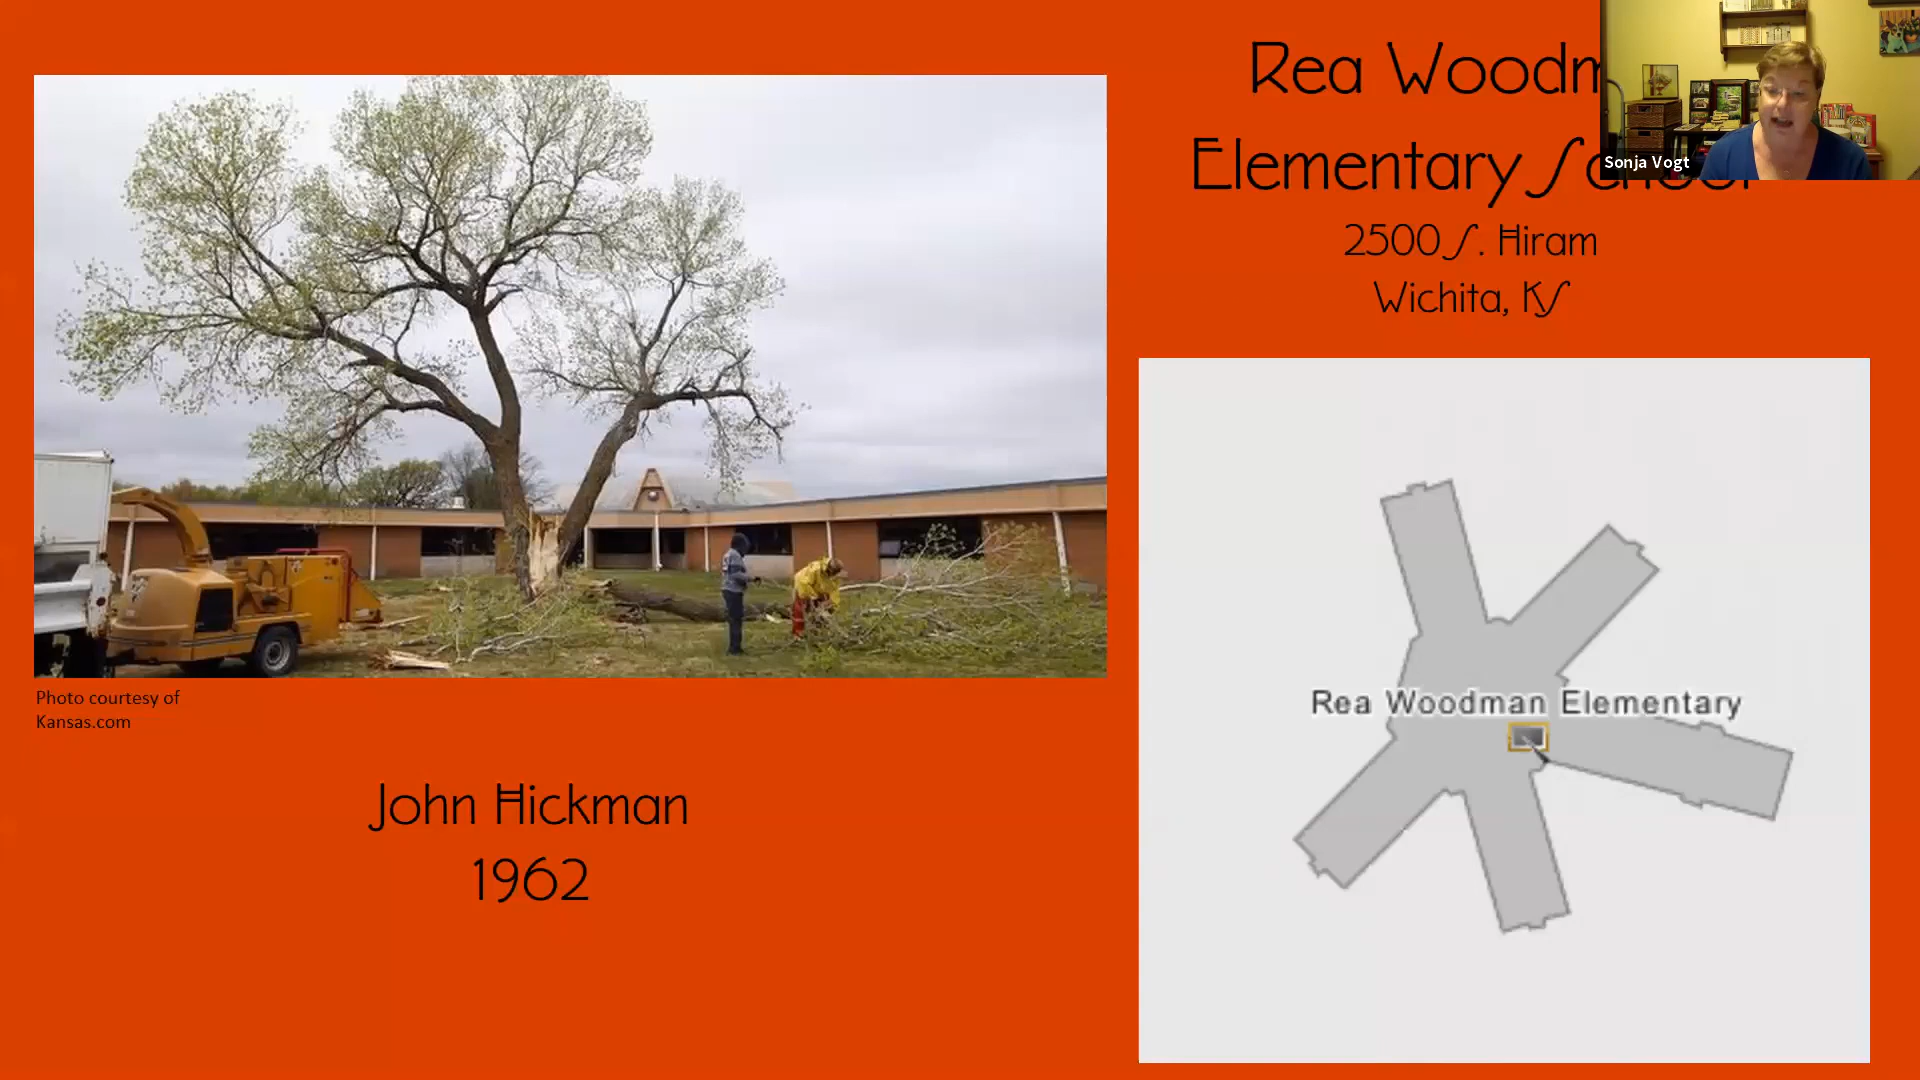 Rea Woodm
Elementary School
2500 S. Hiram
Wichita, KS
Sonja Vogt
Photo courtesy of
Kansas.com
John Hickman
1962
Rea Woodman Elementary